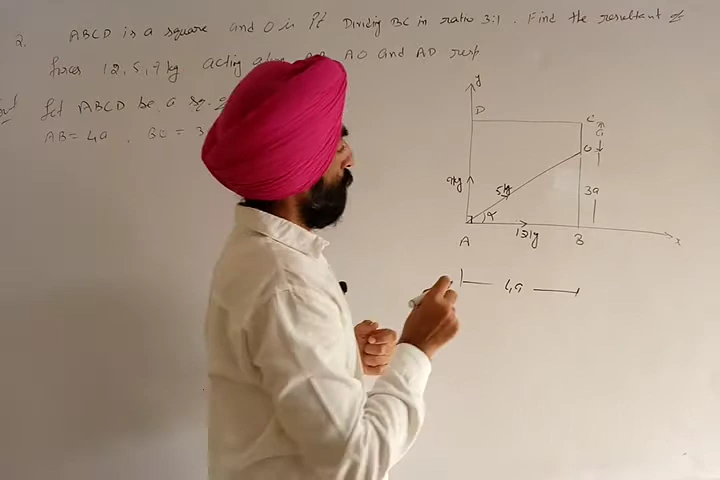 2. ABCD is a square and O is Pt Dividing BC in ratio 3:1. Find the resultant of
forces 12, 5, 9 kg acting along AO and AD resp
Let ABCD be a sq.
AB = 4a, BC = 3
y
D
C
a
O
9kg
5kg
3a
α
A
12kg
B
x
4a